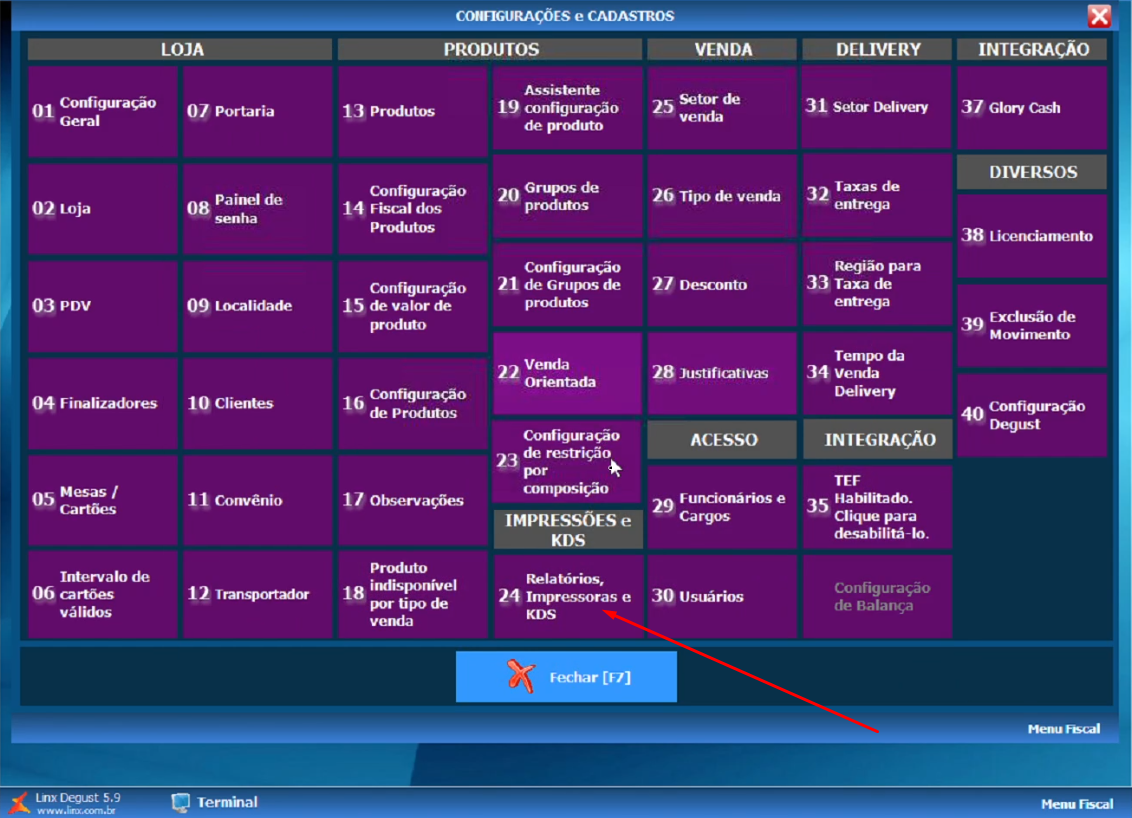 CONFIGURAÇÕES e CADASTROS
LOJA
PRODUTOS
VENDA
DELIVERY
INTEGRAÇÃO
01 Configuração
Geral
02 Loja
03 PDV
04 Finalizadores
05 Mesas /
Cartões
06 Intervalo de
cartões
válidos
07 Portaria
08 Painel de
senha
09 Localidade
10 Clientes
11 Convênio
12 Transportador
13 Produtos
14 Configuração
Fiscal dos
Produtos
15 Configuração
de valor de
produto
16 Configuração
de Produtos
17 Observações
18 Produto
indisponível
por tipo de
venda
19 Assistente
configuração
de produto
20 Grupos de
produtos
21 Configuração
de Grupos de
produtos
22 Venda
Orientada
23 Configuração
de restrição
por
composição
IMPRESSÕES e
KDS
24 Relatórios,
Impressoras e
KDS
25 Setor de
venda
26 Tipo de venda
27 Desconto
28 Justificativas
ACESSO
29 Funcionários e
Cargos
30 Usuários
31 Setor Delivery
32 Taxas de
entrega
33 Região para
Taxa de
entrega
34 Tempo da
Venda
Delivery
INTEGRAÇÃO
35 TEF
Habilitado.
Clique para
desabilitá-lo.
Configuração
de Balança
37 Glory Cash
DIVERSOS
38 Licenciamento
39 Exclusão de
Movimento
40 Configuração
Degust
Fechar [F7]
Menu Fiscal
Linx Degust 5.9
www.linx.com.br
Terminal
Menu Fiscal